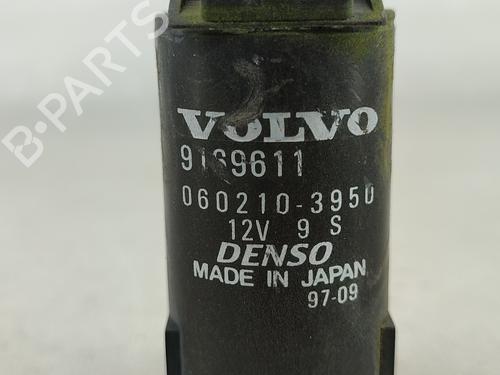 B-PARTS
VOLVO
9169611
060210-3950
12V 9 S
DENSO
MADE IN JAPAN
97-09